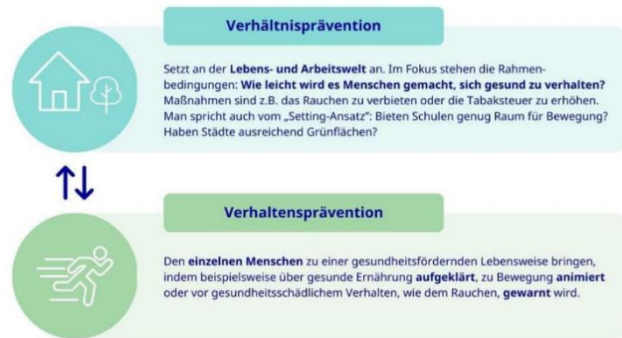 Verhältnisprävention
Setzt an der Lebens- und Arbeitswelt an. Im Fokus stehen die Rahmen-
bedingungen: Wie leicht wird es Menschen gemacht, sich gesund zu verhalten?
Maßnahmen sind z.B. das Rauchen zu verbieten oder die Tabaksteuer zu erhöhen.
Man spricht auch vom „Setting-Ansatz“: Bieten Schulen genug Raum für Bewegung?
Haben Städte ausreichend Grünflächen?
Verhaltensprävention
Den einzelnen Menschen zu einer gesundheitsfördernden Lebensweise bringen,
indem beispielsweise über gesunde Ernährung aufgeklärt, zu Bewegung animiert
oder vor gesundheitsschädlichem Verhalten, wie dem Rauchen, gewarnt wird.